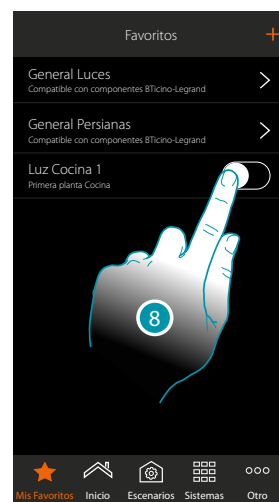 Favoritos +
General Luces
Compatible con componentes BTicino-Legrand
General Persianas
Compatible con componentes BTicino-Legrand
Luz Cocina 1
Primera planta Cocina
8
Mis Favoritos Inicio Escenarios Sistemas Otro